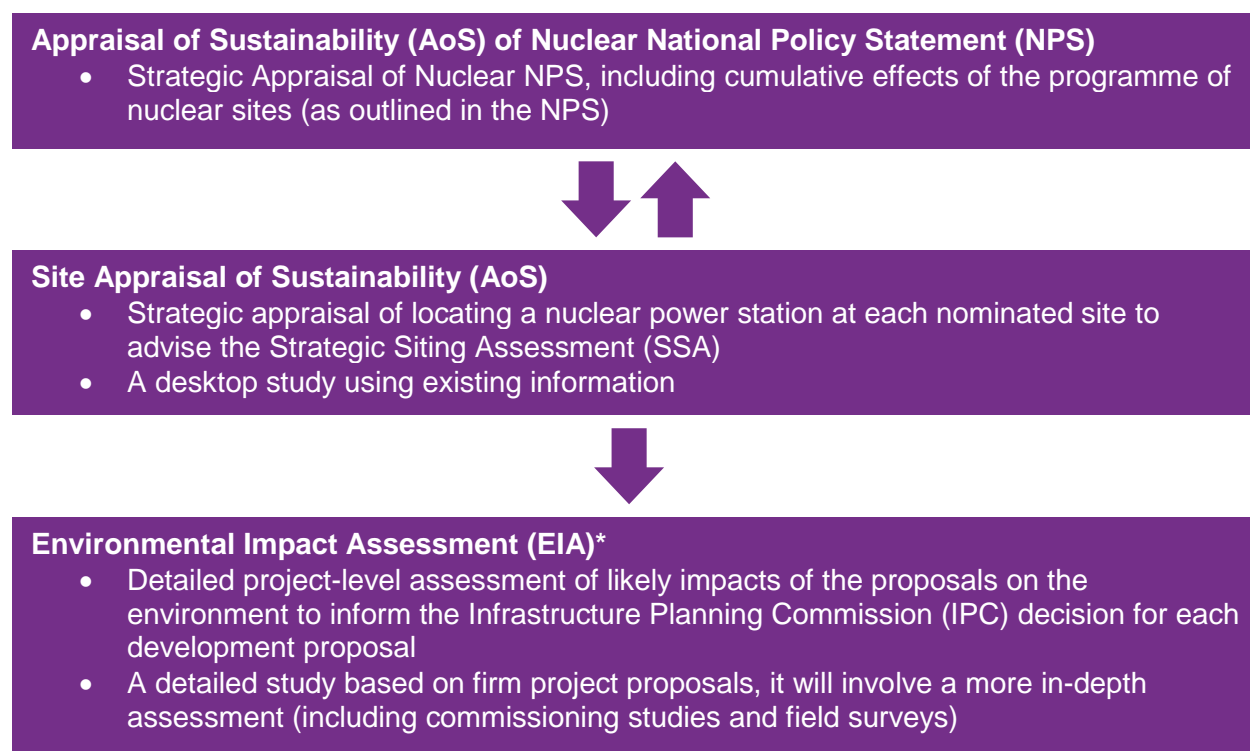 Appraisal of Sustainability (AoS) of Nuclear National Policy Statement (NPS)
• Strategic Appraisal of Nuclear NPS, including cumulative effects of the programme of
nuclear sites (as outlined in the NPS)
Site Appraisal of Sustainability (AoS)
• Strategic appraisal of locating a nuclear power station at each nominated site to
advise the Strategic Siting Assessment (SSA)
• A desktop study using existing information
Environmental Impact Assessment (EIA)*
• Detailed project-level assessment of likely impacts of the proposals on the
environment to inform the Infrastructure Planning Commission (IPC) decision for each
development proposal
• A detailed study based on firm project proposals, it will involve a more in-depth
assessment (including commissioning studies and field surveys)